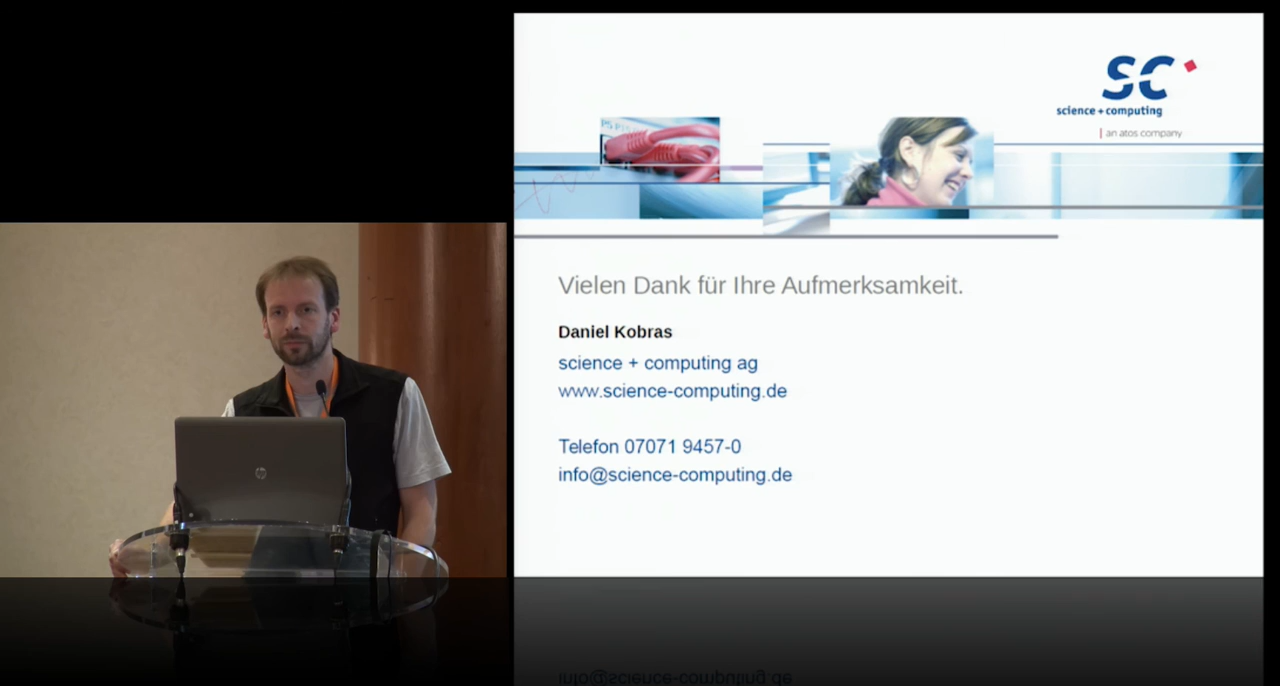 SC
science + computing
an atos company
Vielen Dank für Ihre Aufmerksamkeit.
Daniel Kobras
science + computing ag
www.science-computing.de
Telefon 07071 9457-0
info@science-computing.de
hp